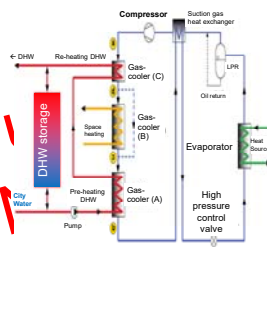 Compressor
Suction gas
heat exchanger
← DHW
Re-heating DHW
Gas-
cooler (C)
LPR
Oil return
DHW storage
Space
heating
Gas-
cooler
(B)
Evaporator
Heat
Sourc
City
Water
Pre-heating
DHW
Gas-
cooler (A)
Pump
High
pressure
control
valve